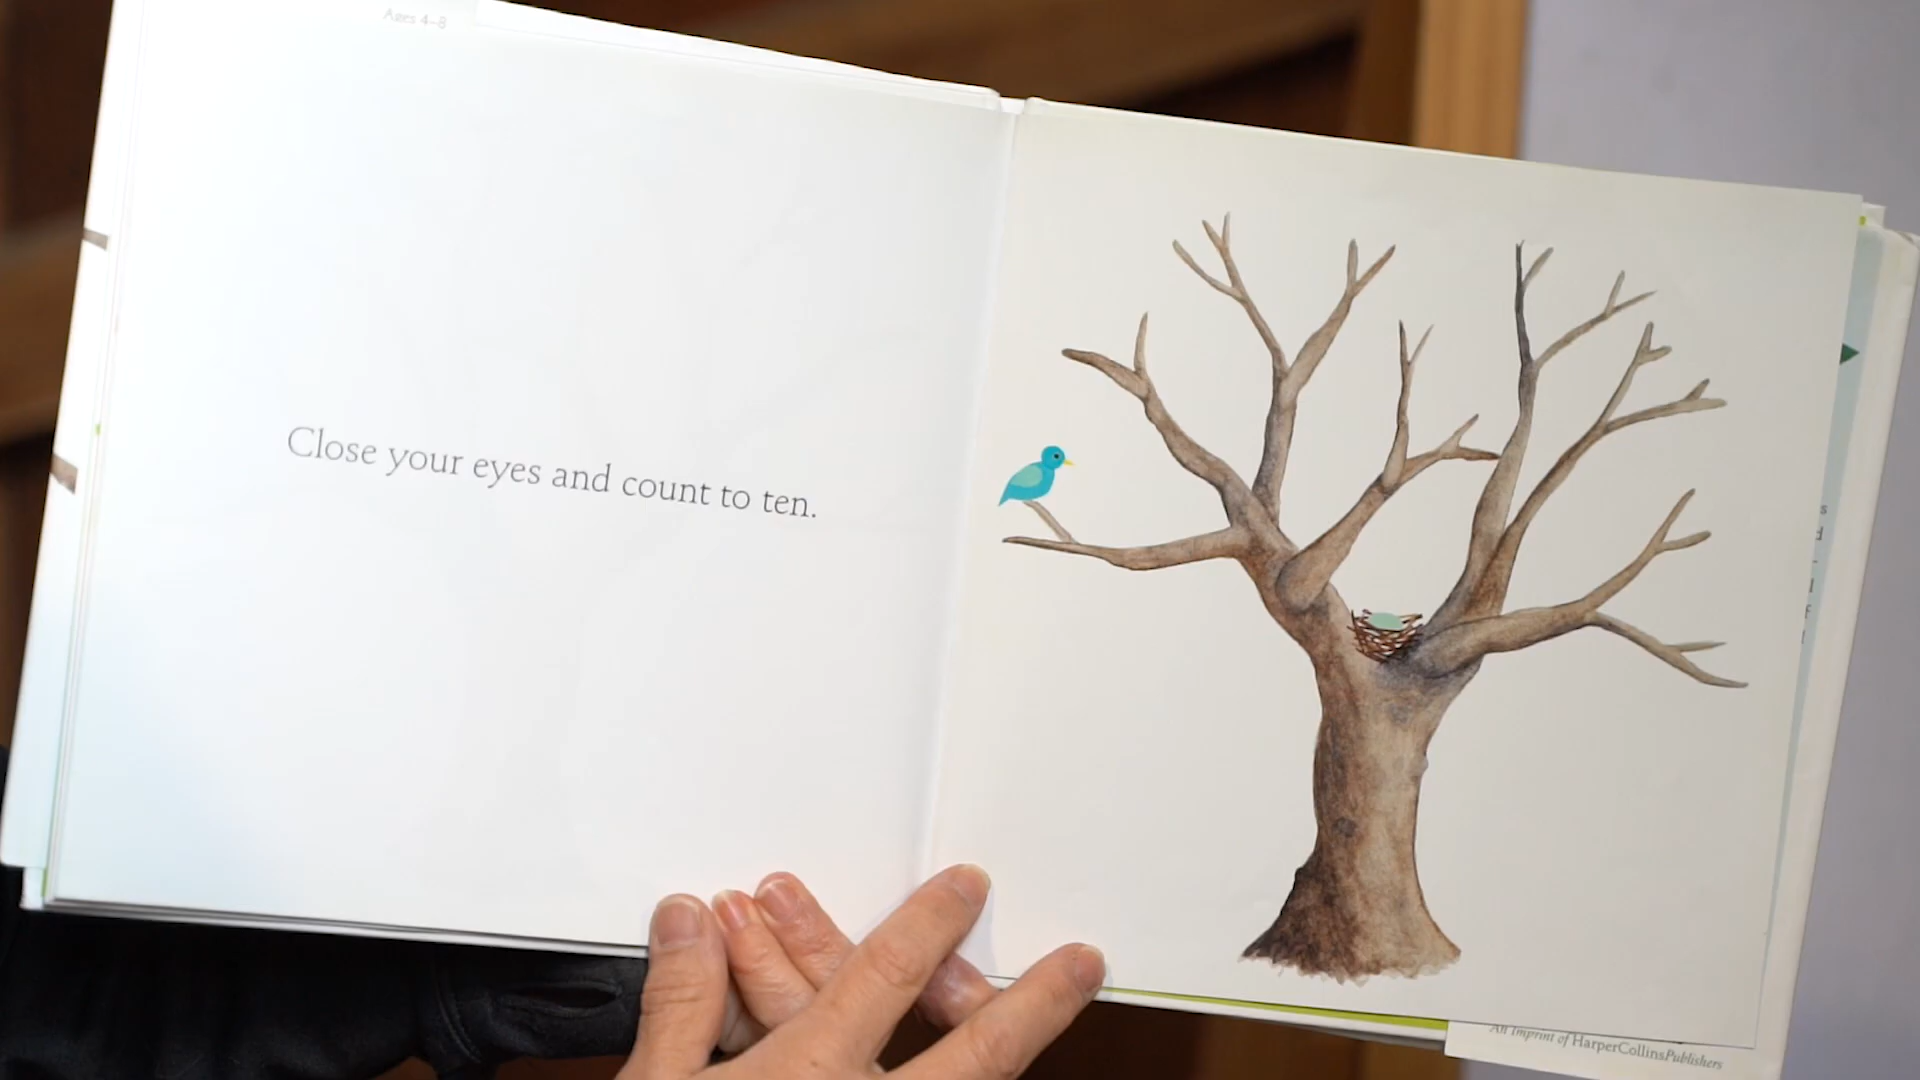 Ages 4–8
Close your eyes and count to ten.
An Imprint of HarperCollinsPublishers